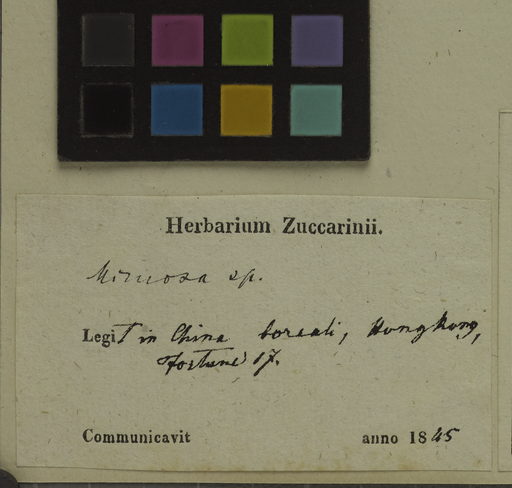 Herbarium Zuccarinii.
Mimosa sp.
Legit in China boreali, Hongkong,
Fortune 17.
Communicavit anno 1845